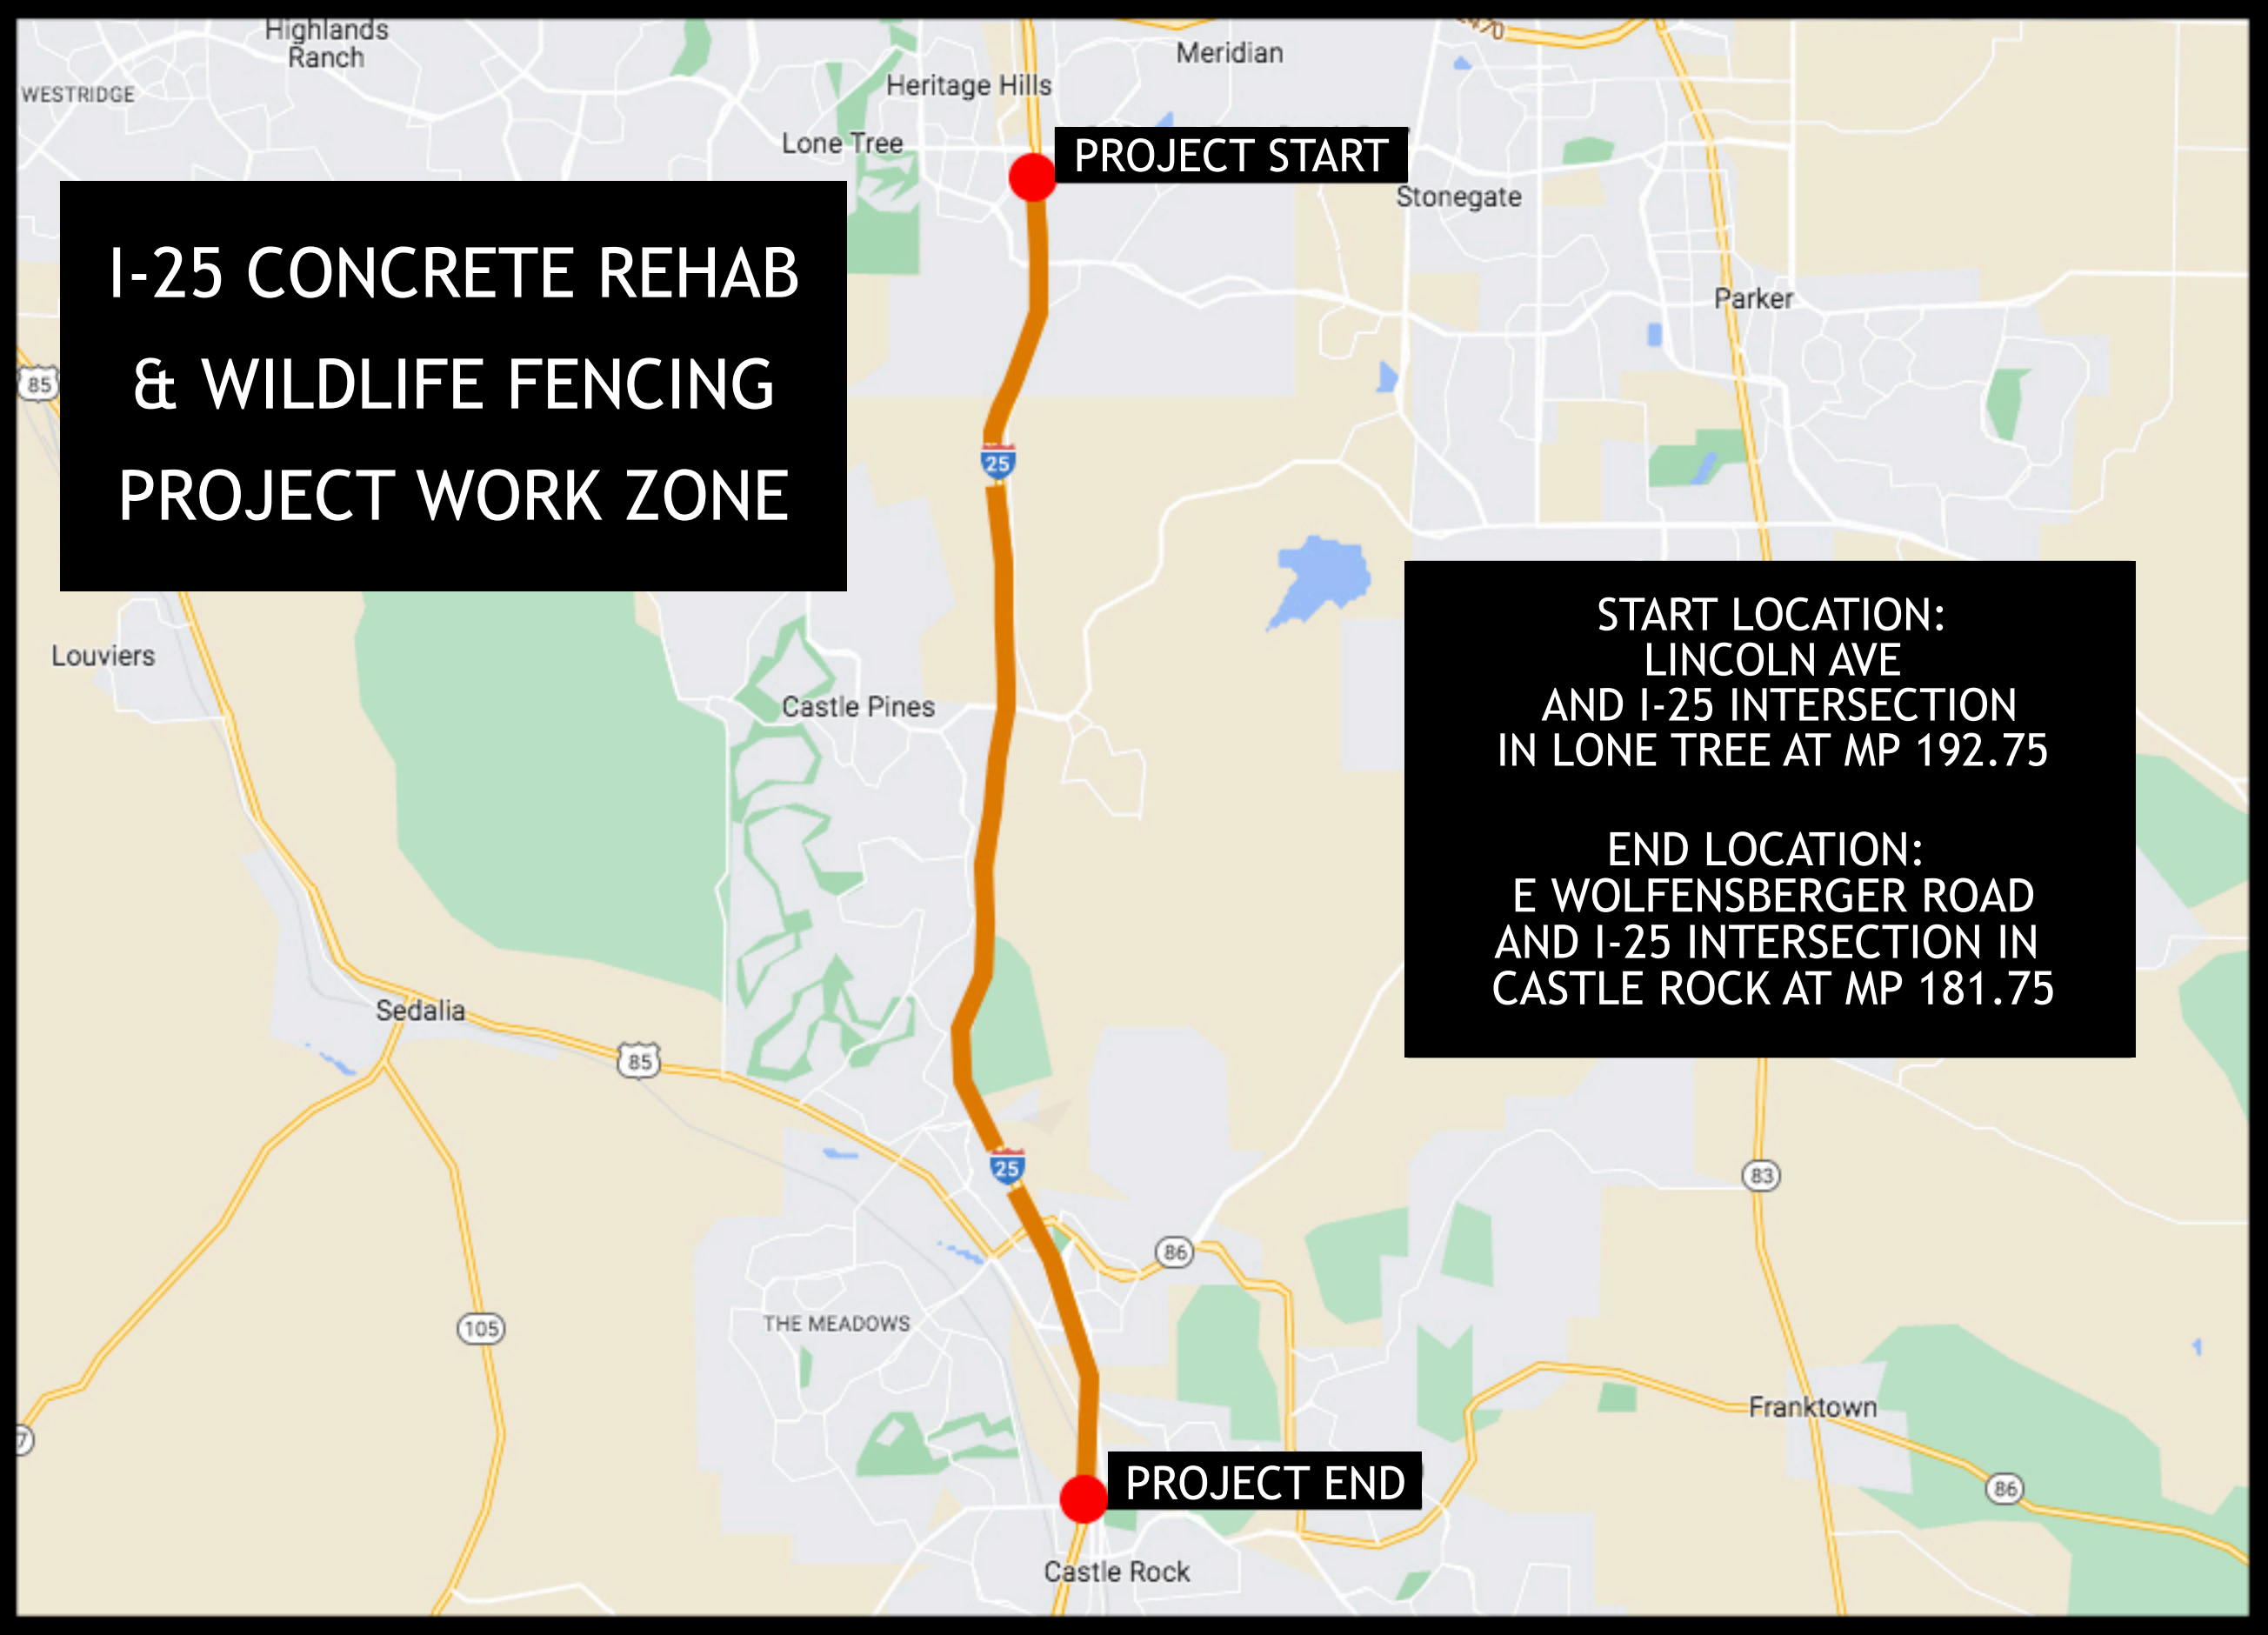 Highlands
Ranch
470
Meridian
WESTRIDGE
Heritage Hills
Lone Tree
PROJECT START
Stonegate
I-25 CONCRETE REHAB
& WILDLIFE FENCING
PROJECT WORK ZONE
Parker
85
25
START LOCATION:
LINCOLN AVE
AND I-25 INTERSECTION
IN LONE TREE AT MP 192.75
Louviers
Castle Pines
END LOCATION:
E WOLFENSBERGER ROAD
AND I-25 INTERSECTION IN
CASTLE ROCK AT MP 181.75
Sedalia
85
25
83
86
THE MEADOWS
105
Franktown
7
PROJECT END
86
Castle Rock